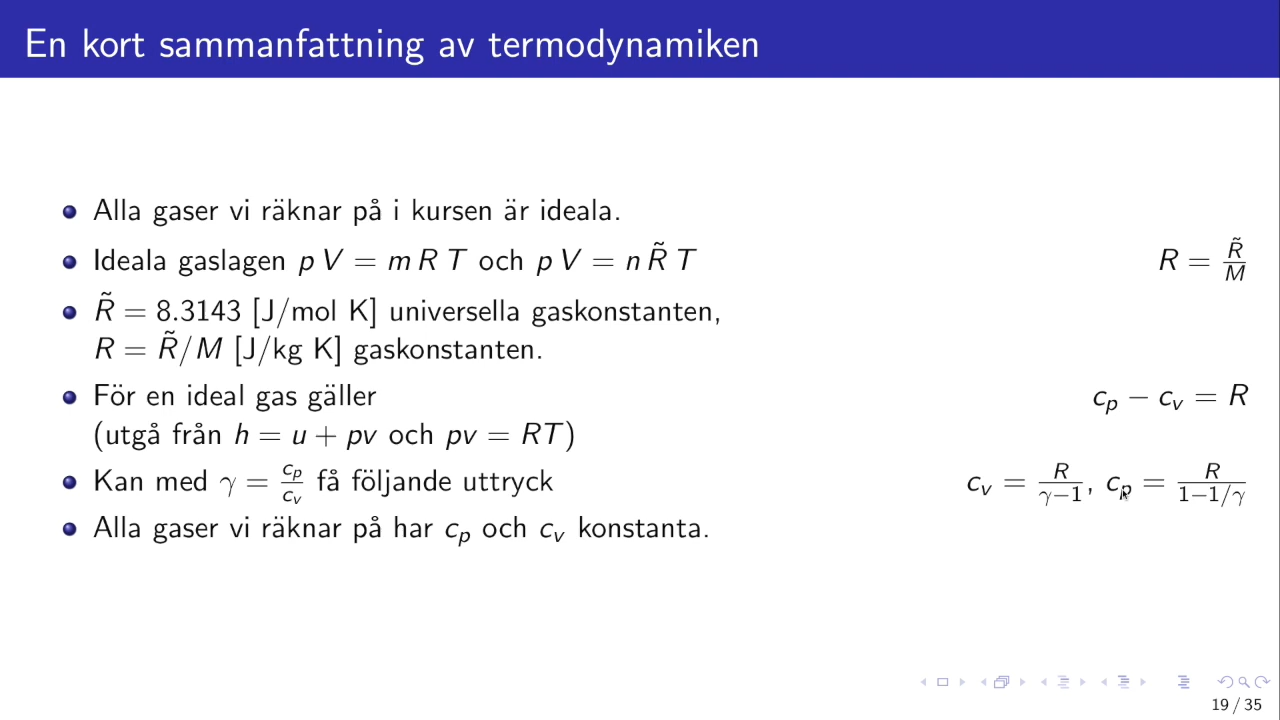 En kort sammanfattning av termodynamiken
Alla gaser vi räknar på i kursen är ideala.
Ideala gaslagen p V = m R T och p V = n R̃ T R = R̃/M
R̃ = 8.3143 [J/mol K] universella gaskonstanten,
R = R̃/M [J/kg K] gaskonstanten.
För en ideal gas gäller c_p − c_v = R
(utgå från h = u + pv och pv = RT)
Kan med γ = c_p/c_v få följande uttryck c_v = R/(γ−1), c_p = R/(1−1/γ)
Alla gaser vi räknar på har c_p och c_v konstanta.
19 / 35